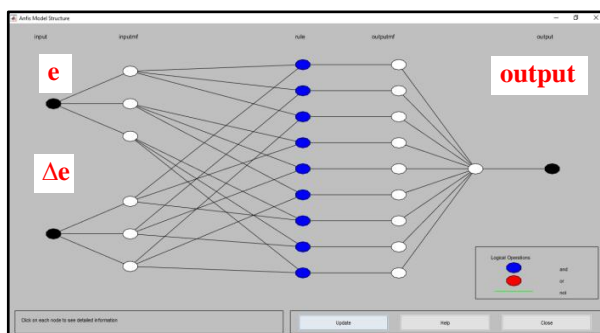 Anfis Model Structure
input inputmf rule outputmf output
e output
Δe
Logical Operations
and
or
not
Click on each node to see detailed information
Update Help Close